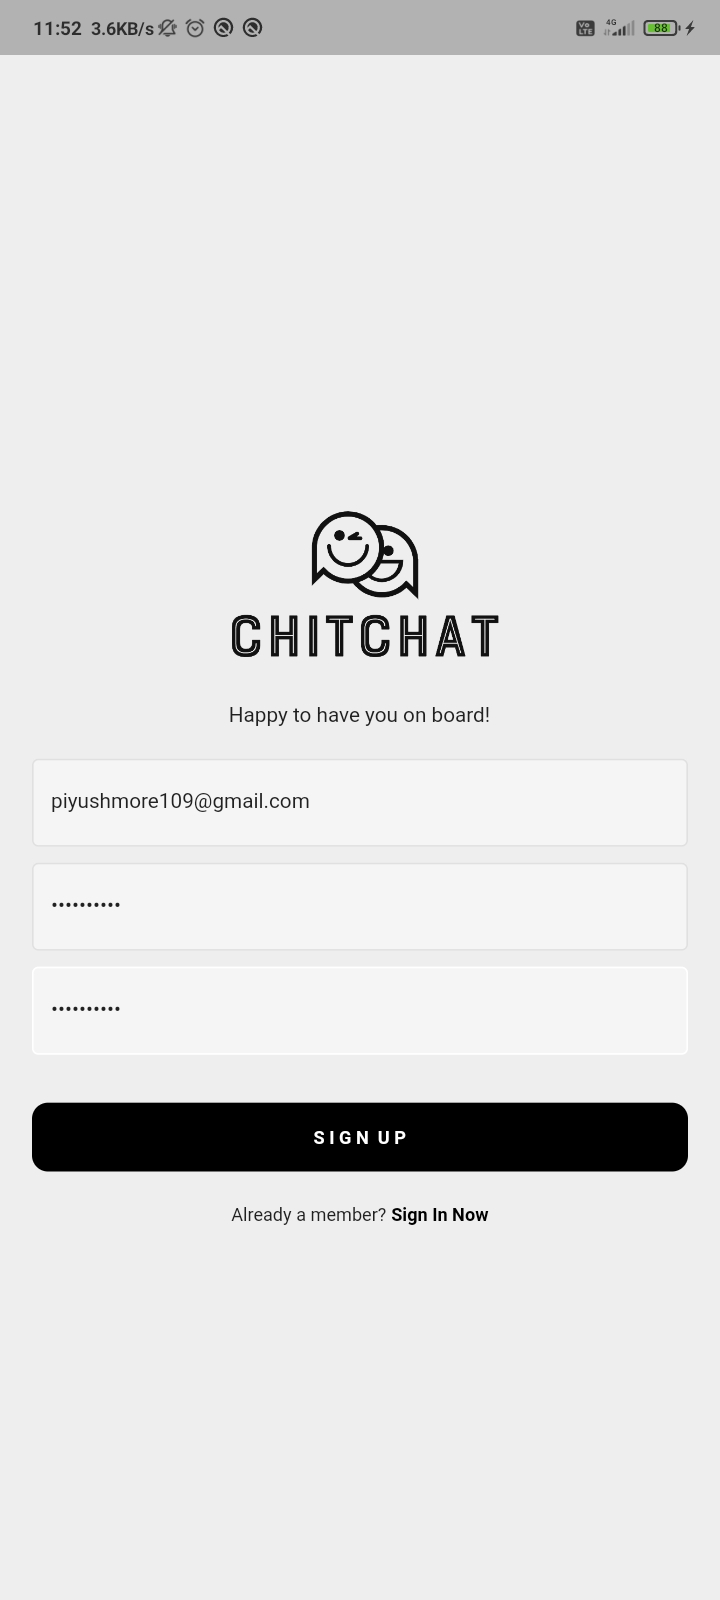 11:52 3.6KB/s Vo LTE 4G 88
CHITCHAT
Happy to have you on board!
piyushmore109@gmail.com
••••••••••
••••••••••
SIGN UP
Already a member? Sign In Now